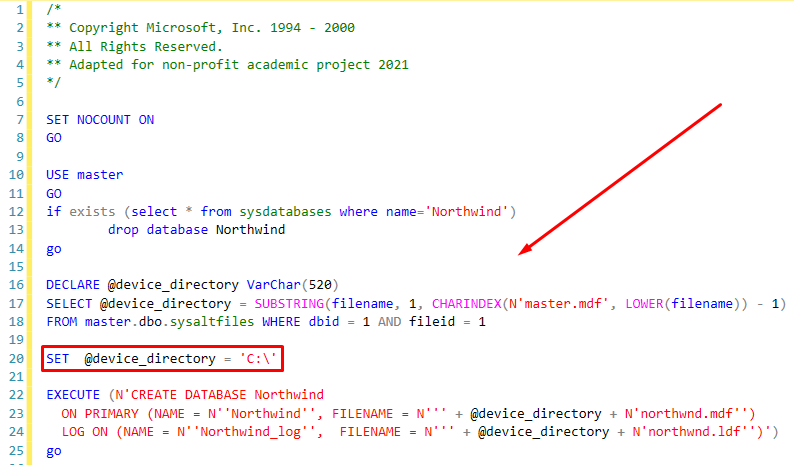 1 /*
2 ** Copyright Microsoft, Inc. 1994 - 2000
3 ** All Rights Reserved.
4 ** Adapted for non-profit academic project 2021
5 */
6
7 SET NOCOUNT ON
8 GO
9
10 USE master
11 GO
12 if exists (select * from sysdatabases where name='Northwind')
13 drop database Northwind
14 go
15
16 DECLARE @device_directory VarChar(520)
17 SELECT @device_directory = SUBSTRING(filename, 1, CHARINDEX(N'master.mdf', LOWER(filename)) - 1)
18 FROM master.dbo.sysaltfiles WHERE dbid = 1 AND fileid = 1
19
20 SET  @device_directory = 'C:\'
21
22 EXECUTE (N'CREATE DATABASE Northwind
23   ON PRIMARY (NAME = N''Northwind'', FILENAME = N''' + @device_directory + N'northwnd.mdf'')
24   LOG ON (NAME = N''Northwind_log'',  FILENAME = N''' + @device_directory + N'northwnd.ldf'')')
25 go